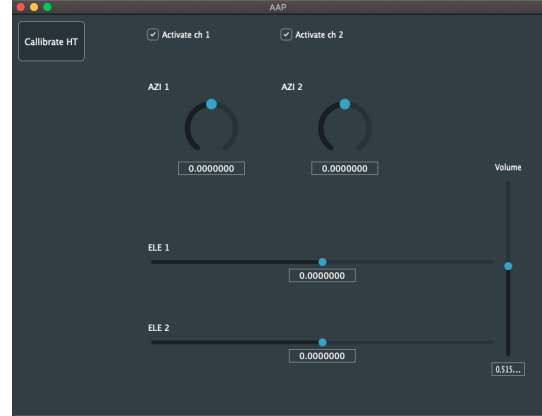 AAP
Callibrate HT
Activate ch 1
Activate ch 2
AZI 1
AZI 2
0.0000000
0.0000000
Volume
ELE 1
0.0000000
ELE 2
0.0000000
0.515...